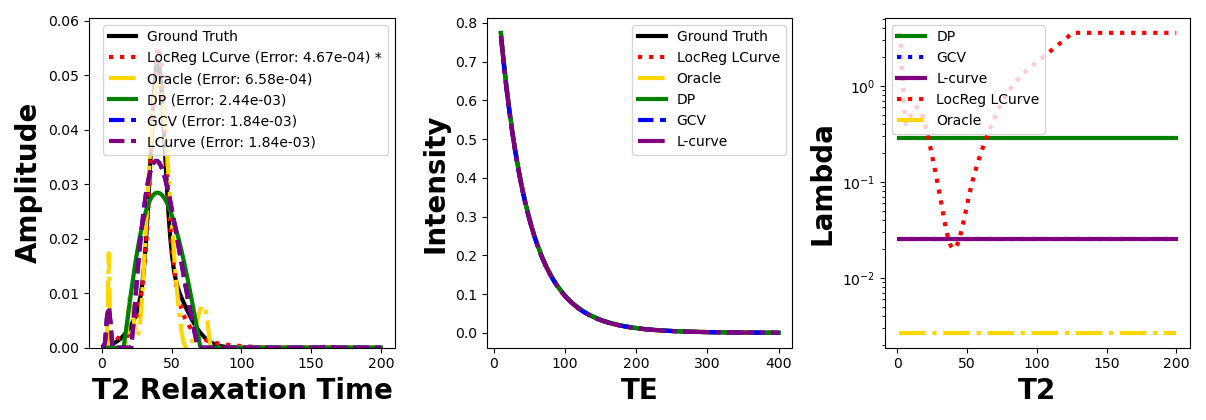 0.06
0.05
0.04
0.03
0.02
0.01
0.00
Amplitude
0
50
100
150
200
T2 Relaxation Time
Ground Truth
LocReg LCurve (Error: 4.67e-04) *
Oracle (Error: 6.58e-04)
DP (Error: 2.44e-03)
GCV (Error: 1.84e-03)
LCurve (Error: 1.84e-03)
0.8
0.7
0.6
0.5
0.4
0.3
0.2
0.1
0.0
Intensity
0
100
200
300
400
TE
Ground Truth
LocReg LCurve
Oracle
DP
GCV
L-curve
10⁰
10⁻¹
10⁻²
Lambda
0
50
100
150
200
T2
DP
GCV
L-curve
LocReg LCurve
Oracle